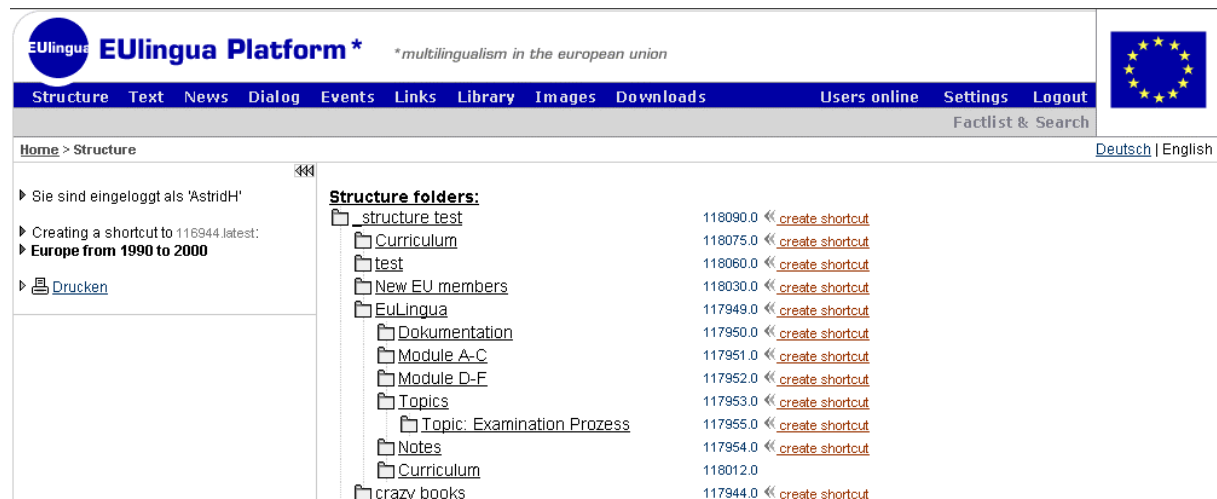 EUlingua EUlingua Platform* *multilingualism in the european union
Structure Text News Dialog Events Links Library Images Downloads Users online Settings Logout
Factlist & Search
Home > Structure Deutsch | English
Sie sind eingeloggt als 'AstridH'
Creating a shortcut to 116944.latest:
Europe from 1990 to 2000
Drucken
Structure folders:
_structure test 118090.0 create shortcut
Curriculum 118075.0 create shortcut
test 118060.0 create shortcut
New EU members 118030.0 create shortcut
EuLingua 117949.0 create shortcut
Dokumentation 117950.0 create shortcut
Module A-C 117951.0 create shortcut
Module D-F 117952.0 create shortcut
Topics 117953.0 create shortcut
Topic: Examination Prozess 117955.0 create shortcut
Notes 117954.0 create shortcut
Curriculum 118012.0
crazy books 117944.0 create shortcut